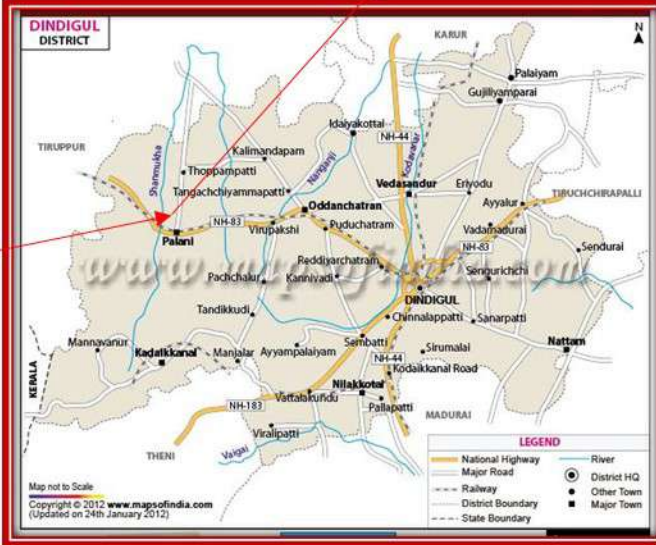 DINDIGUL
DISTRICT
KARUR
N
Palaiyam
Gujiliyamparai
Idaiyakottai
NH-44
Kodavanar
TIRUPPUR
Shanmukha
Kalimandapam
Nanganji
Thoppampatti
Tangachchiyammapatti
Vedasandur
Eriyodu
Ayyalur
TIRUCHCHIRAPALLI
Oddanchatran
NH-83
Virupakshi
Puduchatram
Vadamadurai
Palani
NH-83
Sendurai
Reddiyarchatram
www.mapsofindia.com
Pachchalur
Kannivadi
Sengurichchi
DINDIGUL
Tandikkudi
Chinnalappatti
Sanarpatti
Mannavanur
Sembatti
Kadaikkanal
Manjalar
Ayyampalaiyam
Sirumalai
Nattam
NH-44
KERALA
Kodaikkanal Road
Vattalakundu
Nilakkottai
NH-183
Pallapatti
MADURAI
Viralipatti
THENI
Vaigai
LEGEND
National Highway
River
Major Road
District HQ
Railway
Other Town
District Boundary
Major Town
State Boundary
Map not to Scale
Copyright © 2012 www.mapsofindia.com
(Updated on 24th January 2012)